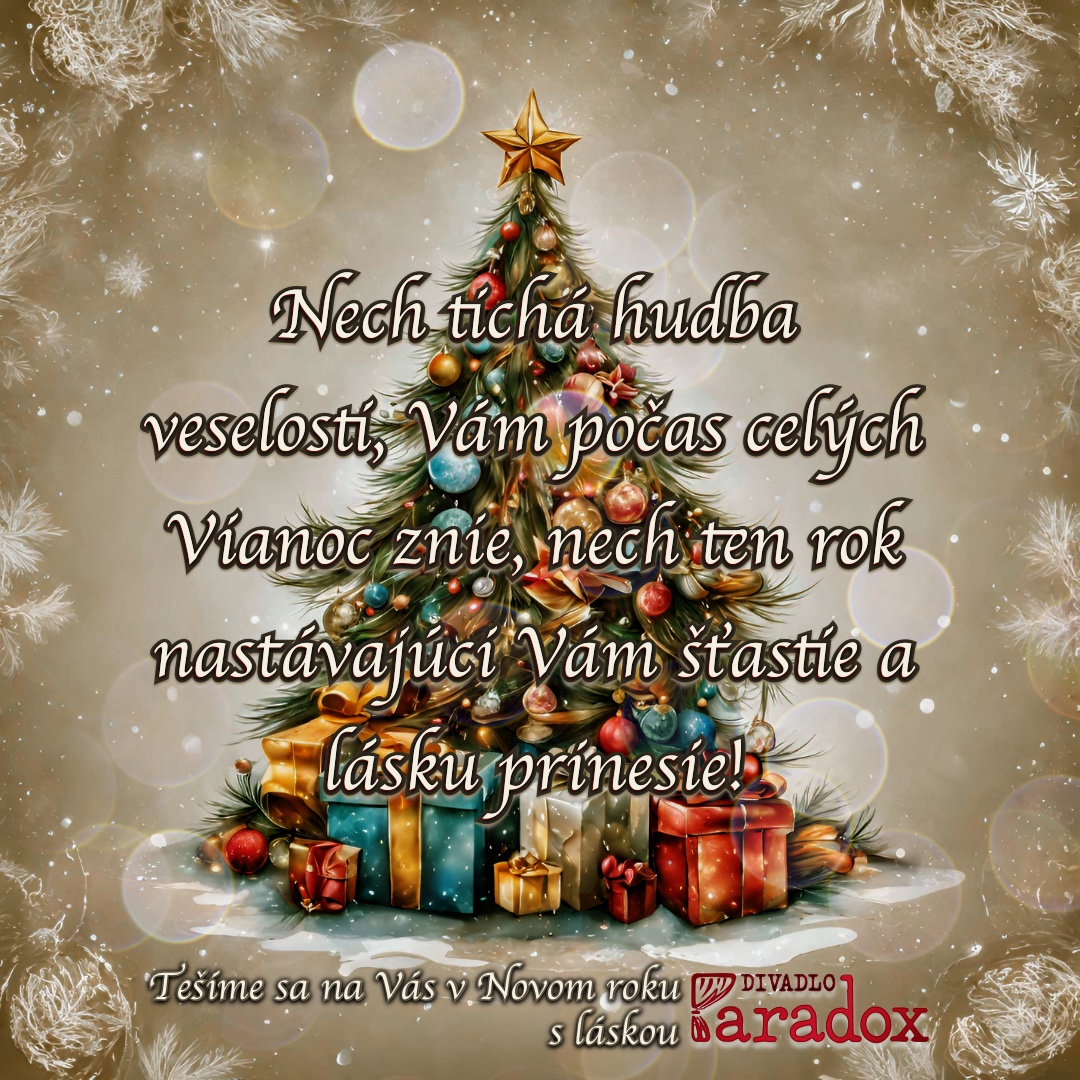 Nech tichá hudba
veselosti, Vám počas celých
Vianoc znie, nech ten rok
nastávajúci Vám šťastie a
lásku prinesie!
Tešíme sa na Vás v Novom roku
s láskou
DIVADLO
Paradox